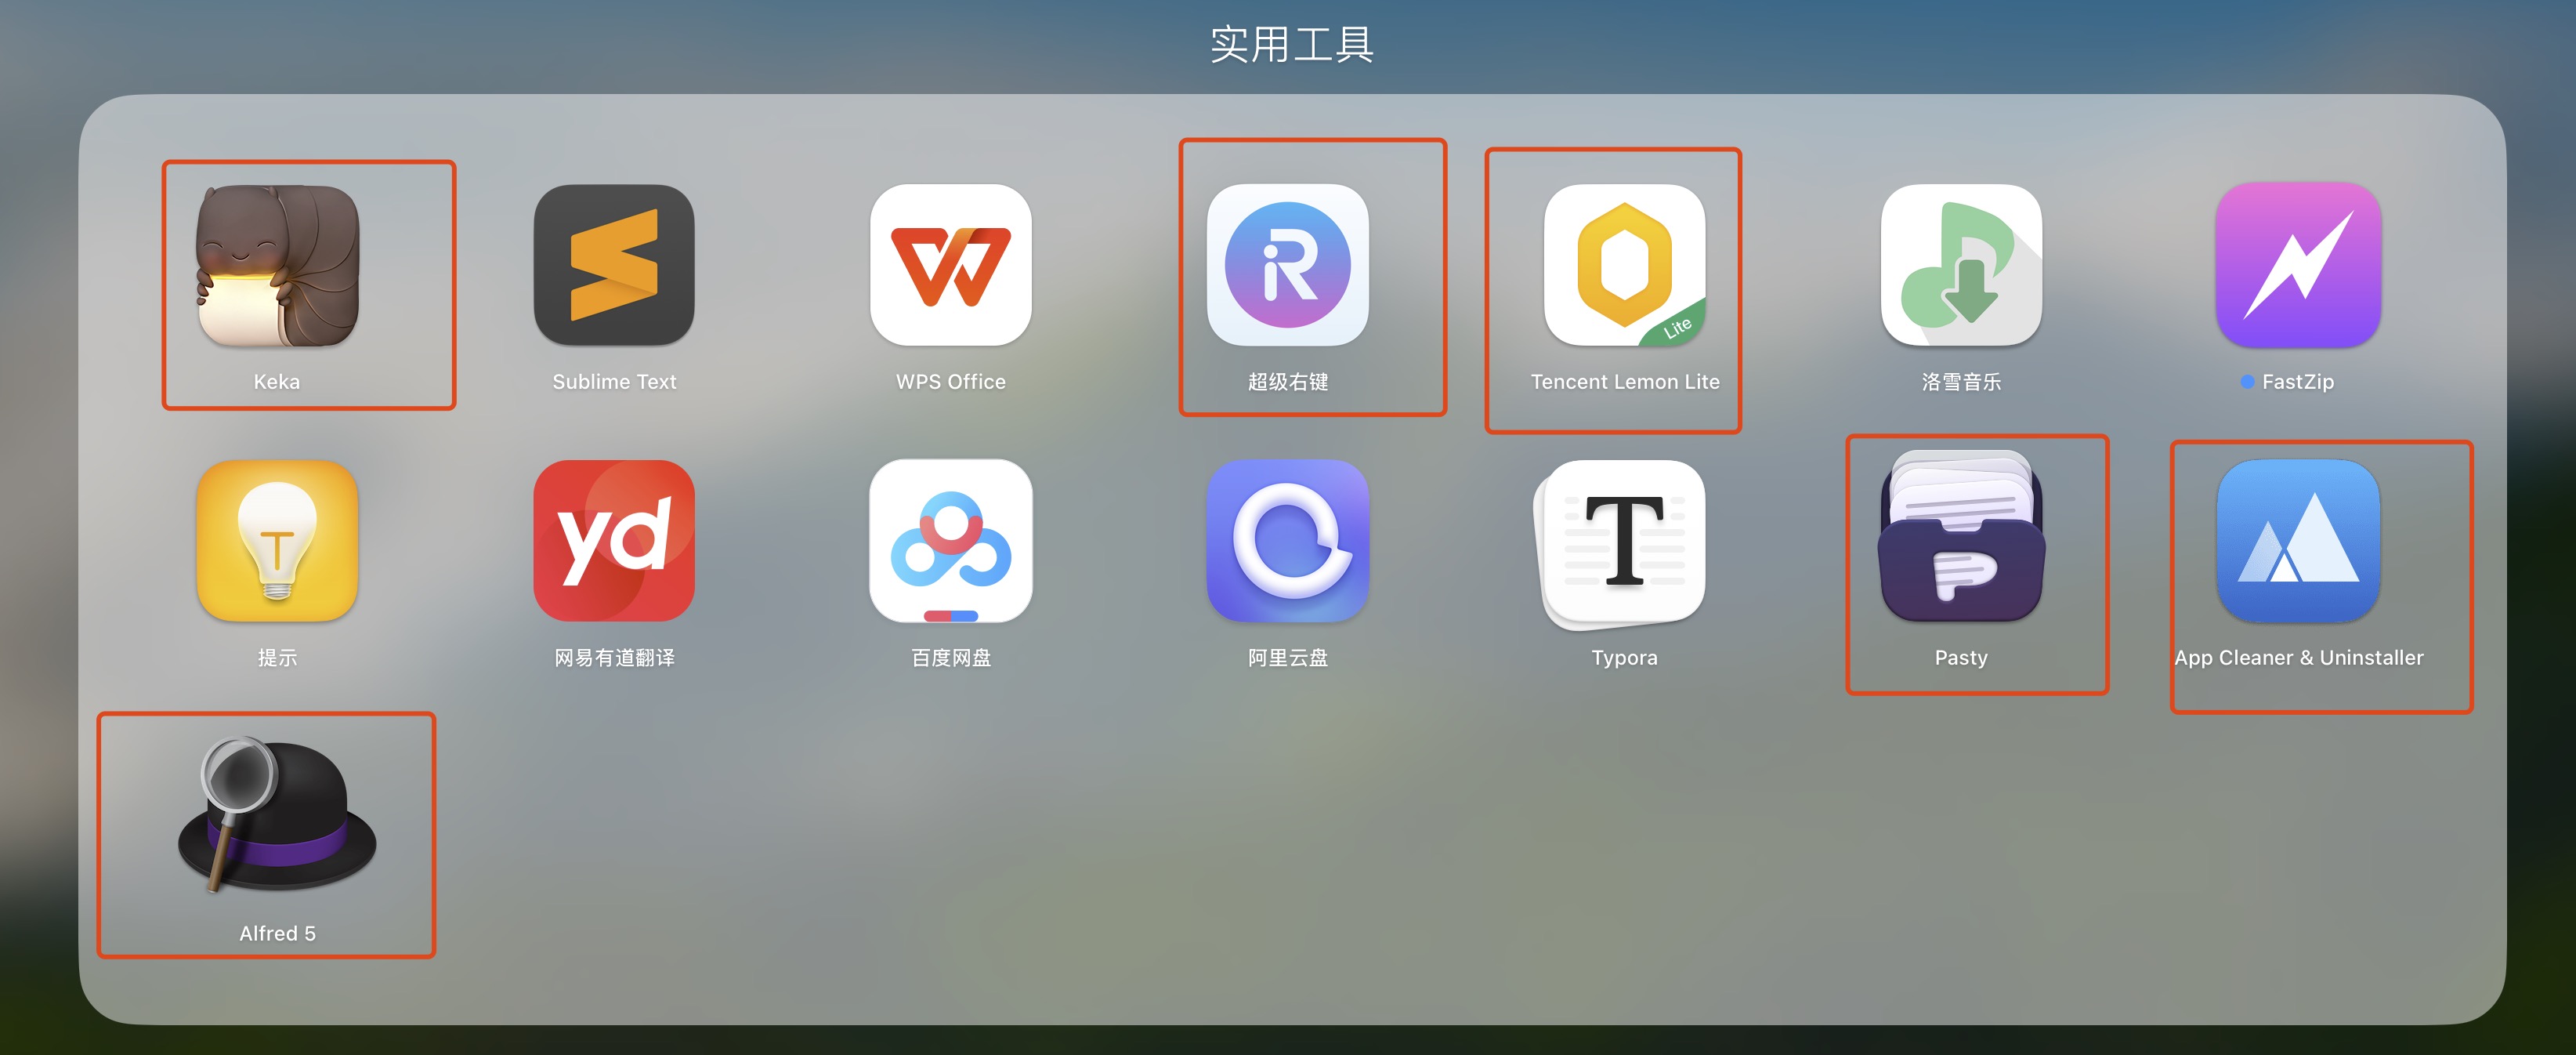 实用工具
Lite
Keka
Sublime Text
WPS Office
超级右键
Tencent Lemon Lite
洛雪音乐
FastZip
yd
T
提示
网易有道翻译
百度网盘
阿里云盘
Typora
Pasty
App Cleaner & Uninstaller
Alfred 5